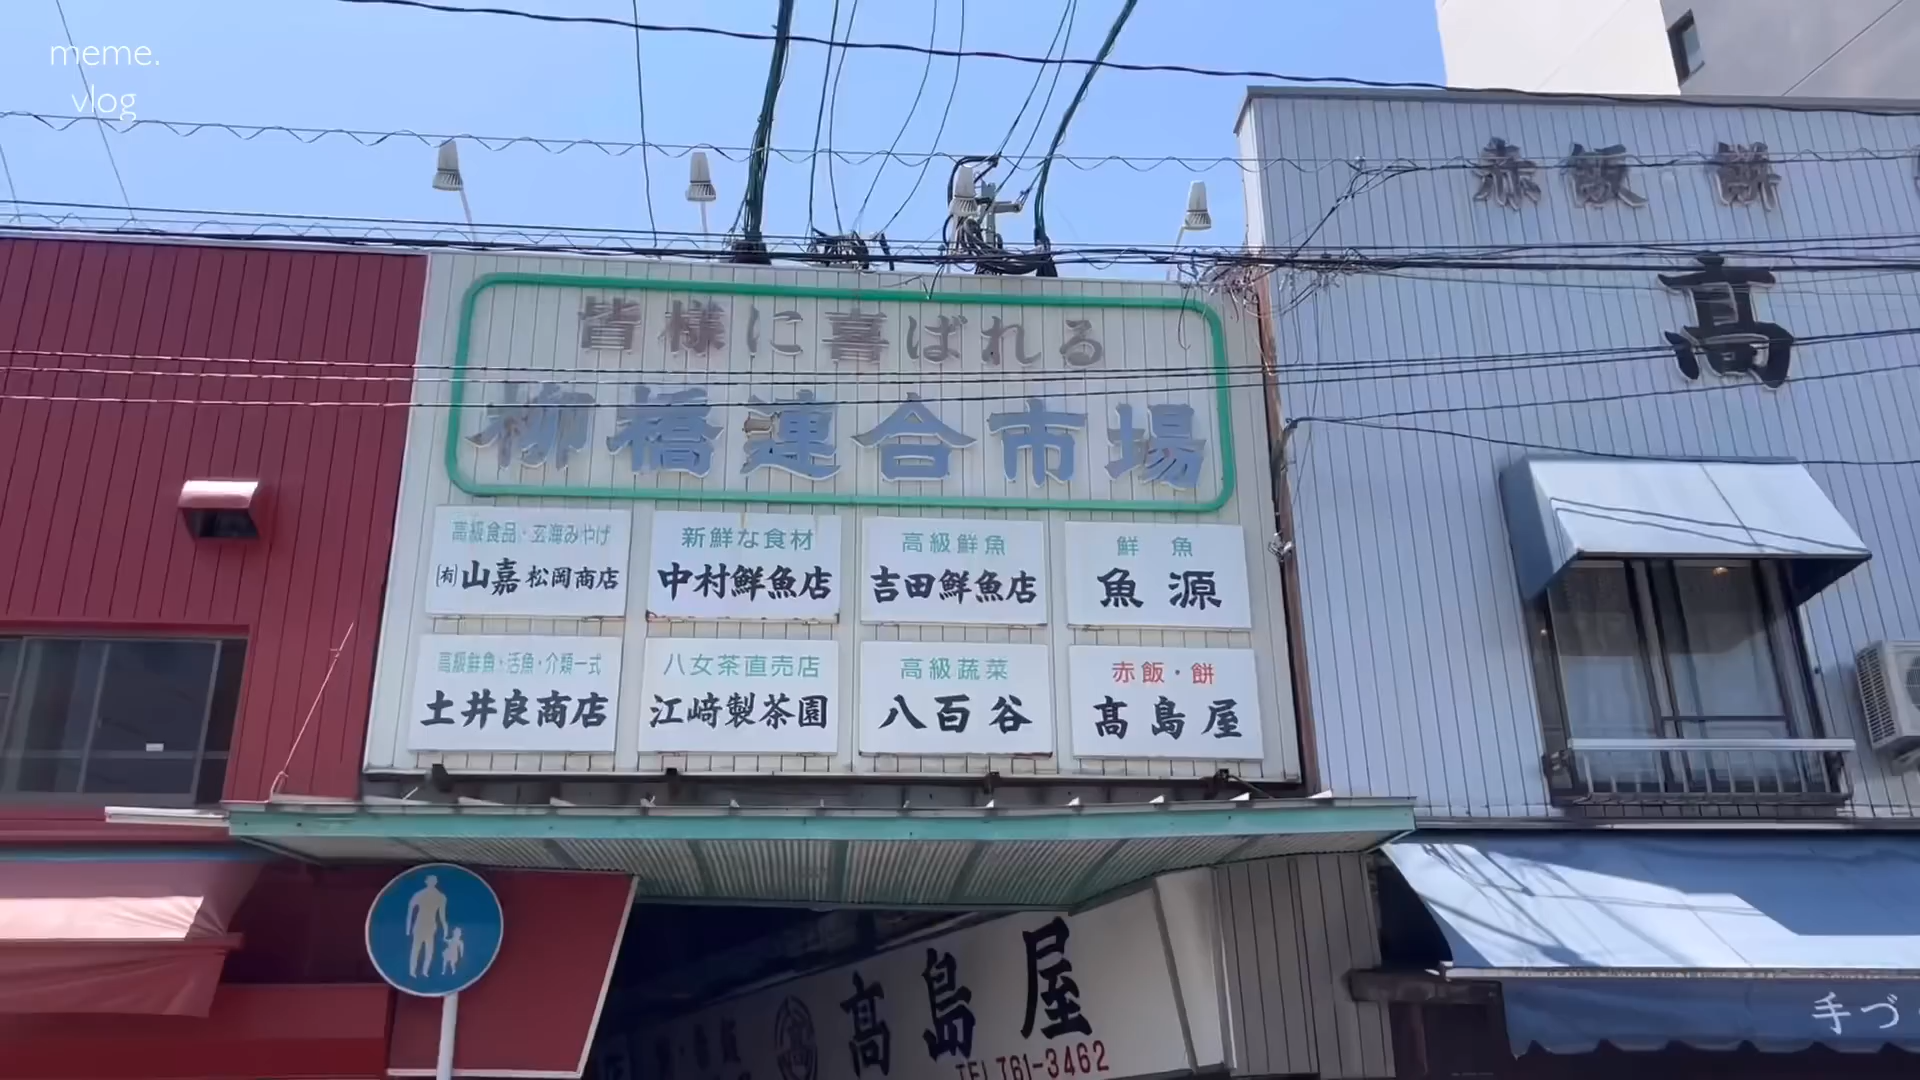 meme.
vlog
赤飯 餅
髙
皆様に喜ばれる
柳橋連合市場
高級食品・玄海みやげ
㈲山嘉松岡商店
新鮮な食材
中村鮮魚店
高級鮮魚
吉田鮮魚店
鮮 魚
魚 源
高級鮮魚・活魚・介類一式
土井良商店
八女茶直売店
江﨑製茶園
高級蔬菜
八百谷
赤飯・餅
髙島屋
髙島屋
TEL761-3462
手づ